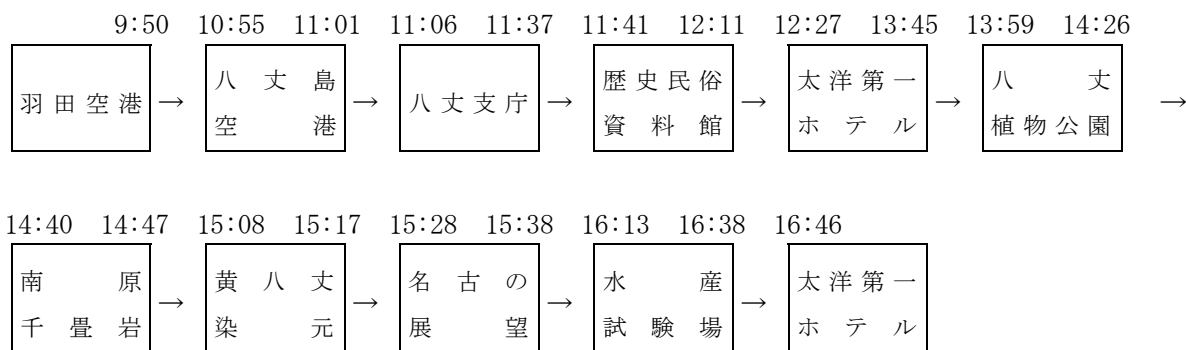 9:50 10:55 11:01 11:06 11:37 11:41 12:11 12:27 13:45 13:59 14:26
羽田空港 → 八丈島空港 → 八丈支庁 → 歴史民俗資料館 → 太洋第一ホテル → 八丈植物公園 →
14:40 14:47 15:08 15:17 15:28 15:38 16:13 16:38 16:46
南原千畳岩 → 黄八丈染元 → 名古の展望 → 水産試験場 → 太洋第一ホテル